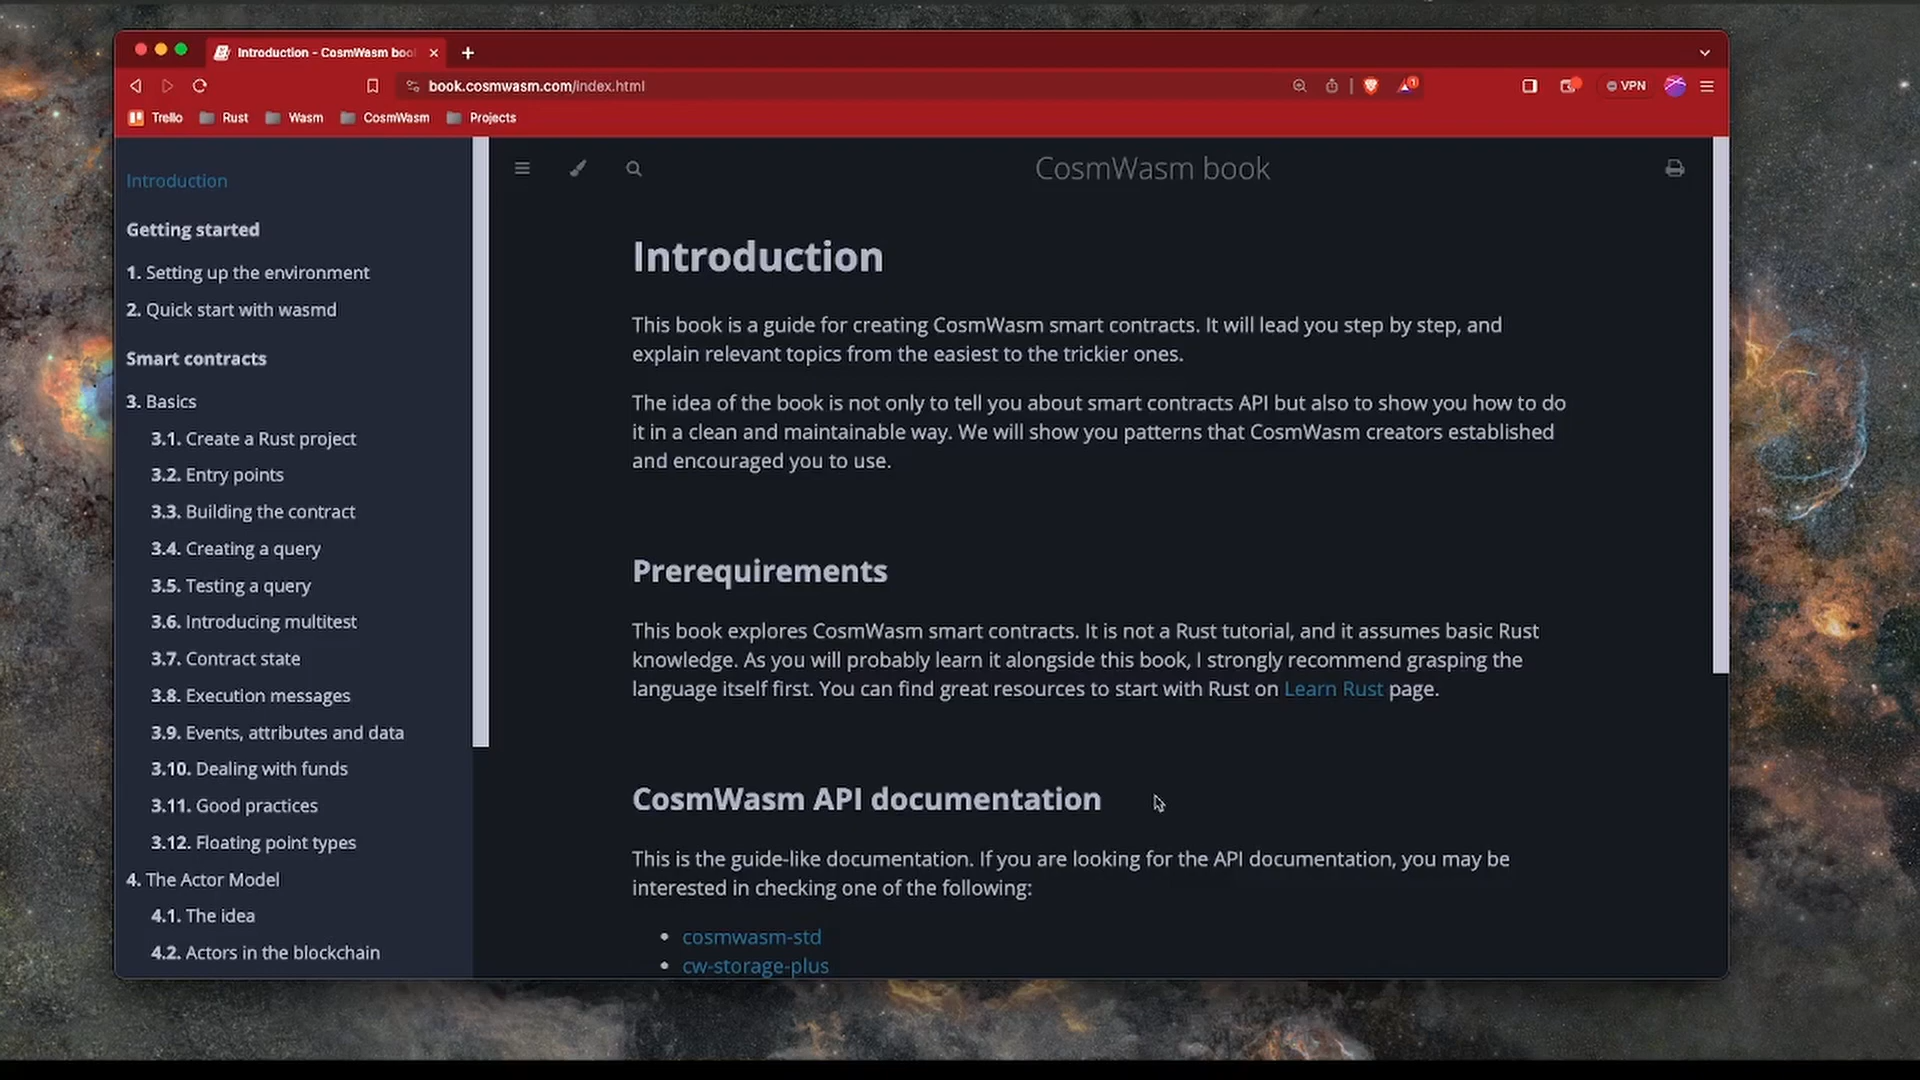 Introduction - CosmWasm boo
book.cosmwasm.com/index.html
1
VPN
Trello
Rust
Wasm
CosmWasm
Projects
Introduction
Getting started
1. Setting up the environment
2. Quick start with wasmd
Smart contracts
3. Basics
3.1. Create a Rust project
3.2. Entry points
3.3. Building the contract
3.4. Creating a query
3.5. Testing a query
3.6. Introducing multitest
3.7. Contract state
3.8. Execution messages
3.9. Events, attributes and data
3.10. Dealing with funds
3.11. Good practices
3.12. Floating point types
4. The Actor Model
4.1. The idea
4.2. Actors in the blockchain
CosmWasm book
Introduction
This book is a guide for creating CosmWasm smart contracts. It will lead you step by step, and
explain relevant topics from the easiest to the trickier ones.
The idea of the book is not only to tell you about smart contracts API but also to show you how to do
it in a clean and maintainable way. We will show you patterns that CosmWasm creators established
and encouraged you to use.
Prerequirements
This book explores CosmWasm smart contracts. It is not a Rust tutorial, and it assumes basic Rust
knowledge. As you will probably learn it alongside this book, I strongly recommend grasping the
language itself first. You can find great resources to start with Rust on Learn Rust page.
CosmWasm API documentation
This is the guide-like documentation. If you are looking for the API documentation, you may be
interested in checking one of the following:
• cosmwasm-std
• cw-storage-plus